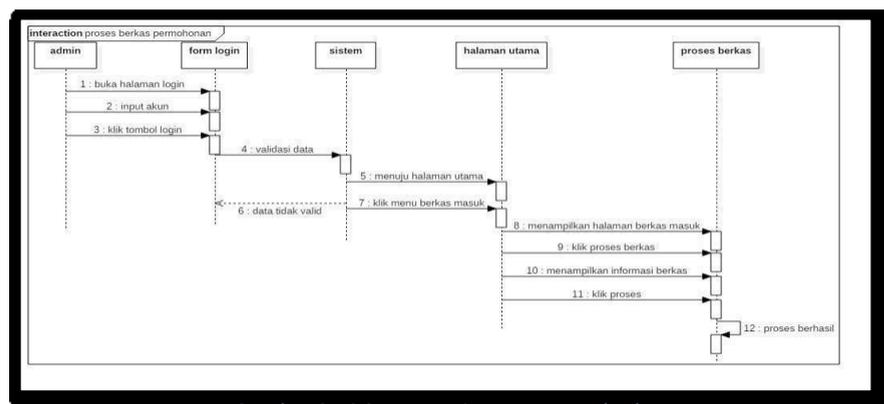 interaction proses berkas permohonan
admin
form login
sistem
halaman utama
proses berkas
1 : buka halaman login
2 : input akun
3 : klik tombol login
4 : validasi data
5 : menuju halaman utama
6 : data tidak valid
7 : klik menu berkas masuk
8 : menampilkan halaman berkas masuk
9 : klik proses berkas
10 : menampilkan informasi berkas
11 : klik proses
12 : proses berhasil